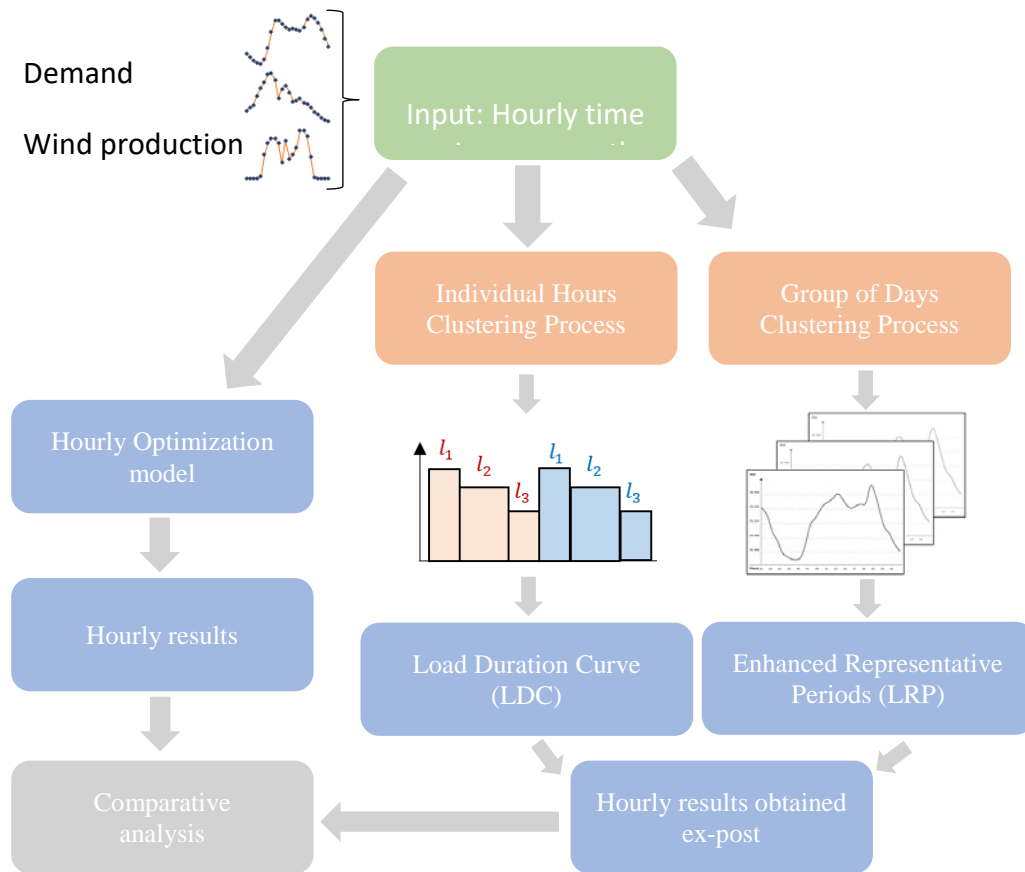 Demand
Wind production
Input: Hourly time
Individual Hours
Clustering Process
Group of Days
Clustering Process
Hourly Optimization
model
l₁
l₂
l₃
l₁
l₂
l₃
Hourly results
Load Duration Curve
(LDC)
Enhanced Representative
Periods (LRP)
Comparative
analysis
Hourly results obtained
ex-post